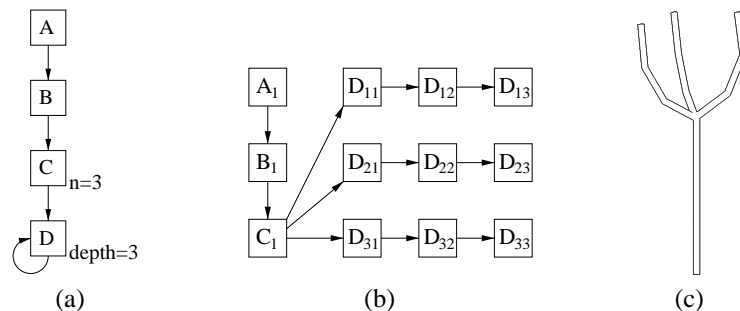 A
B
C
n=3
D
depth=3
(a)
A1 D11 D12 D13
B1 D21 D22 D23
C1 D31 D32 D33
(b)
(c)